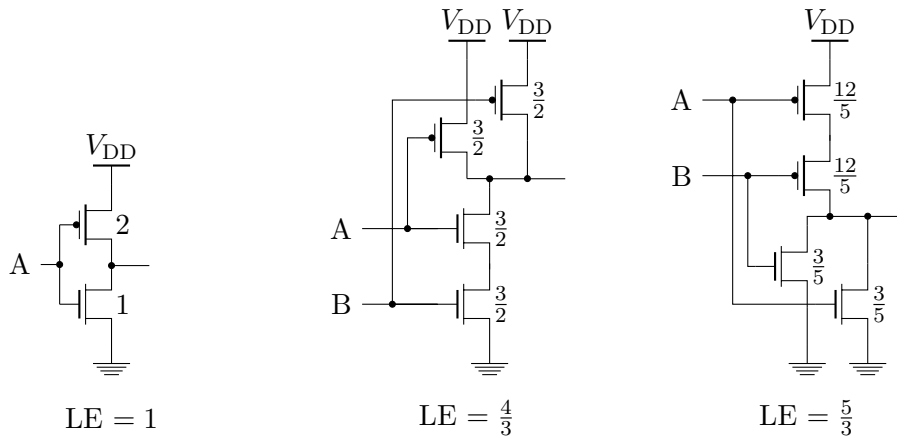 V_DD
A
2
1
LE = 1
V_DD V_DD
3/2
3/2
A
3/2
B
3/2
LE = 4/3
V_DD
A
12/5
B
12/5
3/5
3/5
LE = 5/3